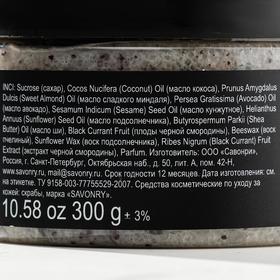 INCI: Sucrose (сахар), Cocos Nucifera (Coconut) Oil (масло кокоса), Prunus Amygdalus
Dulcis (Sweet Almond) Oil (масло сладкого миндаля), Persea Gratissima (Avocado) Oil
(масло авокадо), Sesamum Indicum (Sesame) Seed Oil (масло кунжутное), Helianthus
Annuus (Sunflower) Seed Oil (масло подсолнечника), Butyrospermum Parkii (Shea
Butter) Oil (масло ши), Black Currant Fruit (плоды черной смородины), Beeswax (воск
подсолнечника), Sunflower Wax (воск подсолнечника), Ribes Nigrum (Black Currant) Fruit
Extract (экстракт черной смородины), Parfum. Изготовитель: ООО «Савонри»,
Россия, г. Санкт-Петербург, Октябрьская наб., д. 50, лит. А, пом. 42-Н,
www.savonry.ru. Срок годности 12 месяцев. Дата изготовления: см.
на этикетке. ТУ 9158-003-77755529-2007. Средства косметические по уходу за
кожей: скрабы, марка "SAVONRY".
10.58 oz 300 g ± 3%